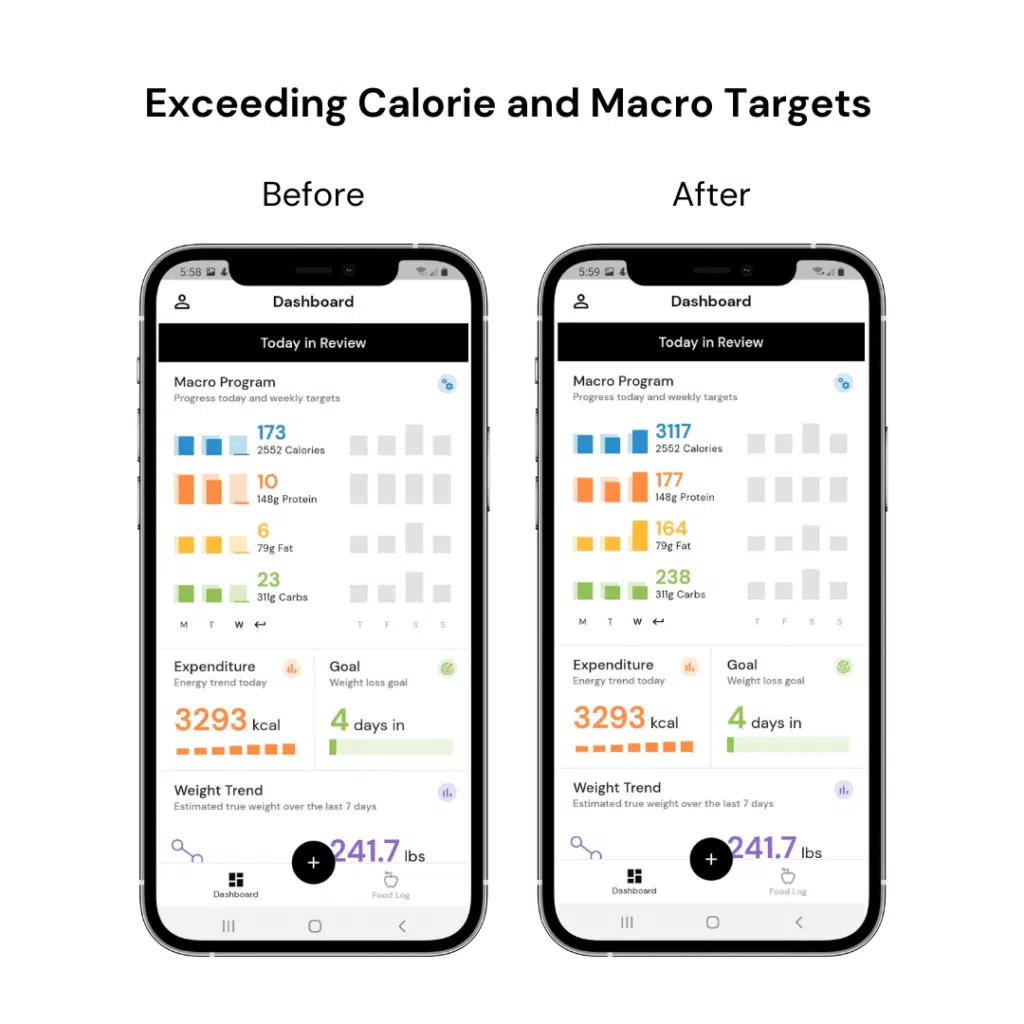 Exceeding Calorie and Macro Targets
Before
After
5:58
Dashboard
Today in Review
Macro Program
Progress today and weekly targets
173
2552 Calories
10
148g Protein
6
79g Fat
23
311g Carbs
M T W T F S S
Expenditure
Energy trend today
3293 kcal
Goal
Weight loss goal
4 days in
Weight Trend
Estimated true weight over the last 7 days
241.7 lbs
+
Dashboard
Food Log
5:59
Dashboard
Today in Review
Macro Program
Progress today and weekly targets
3117
2552 Calories
177
148g Protein
164
79g Fat
238
311g Carbs
M T W T F S S
Expenditure
Energy trend today
3293 kcal
Goal
Weight loss goal
4 days in
Weight Trend
Estimated true weight over the last 7 days
241.7 lbs
+
Dashboard
Food Log